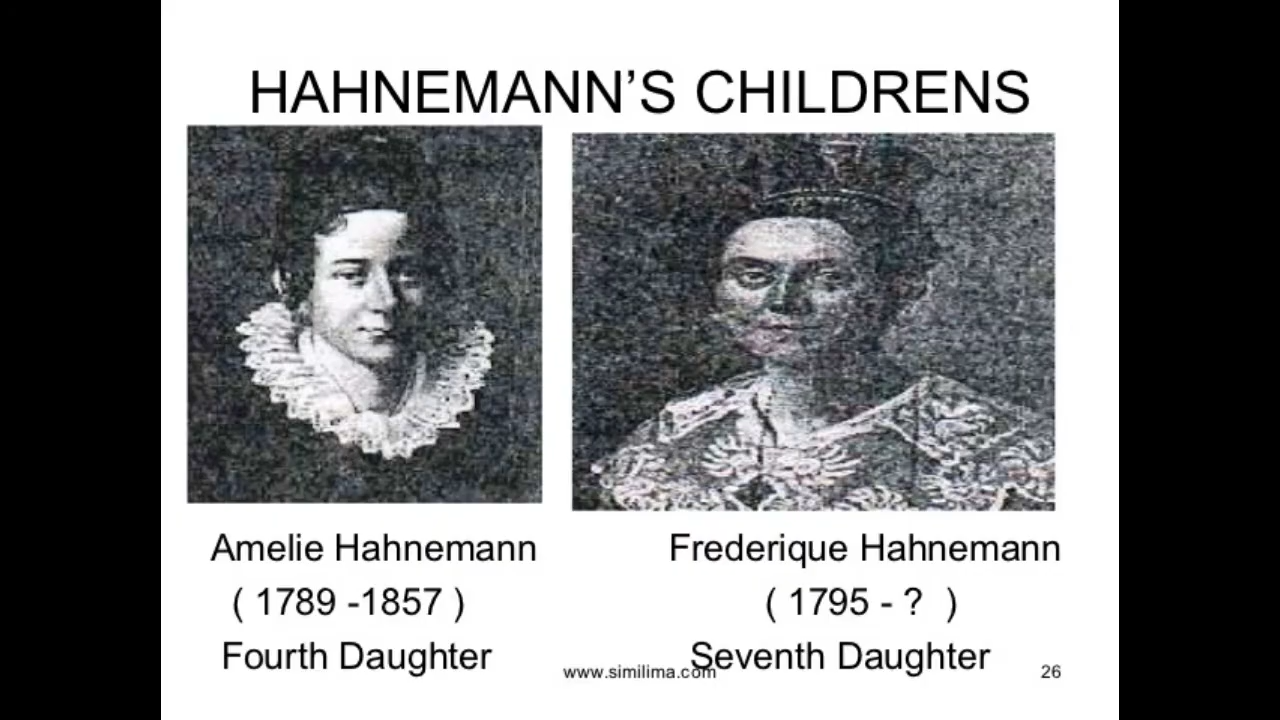 HAHNEMANN’S CHILDRENS
Amelie Hahnemann
( 1789 -1857 )
Fourth Daughter
Frederique Hahnemann
( 1795 - ?  )
Seventh Daughter
www.similima.com
26